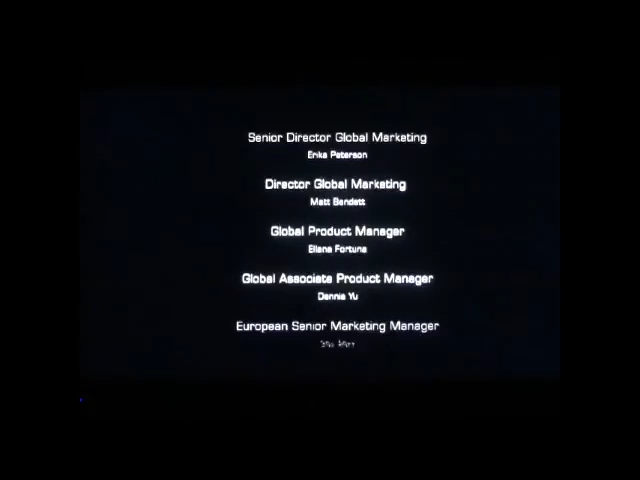 Senior Director Global Marketing
Erika Peterson
Director Global Marketing
Matt Bendett
Global Product Manager
Eliana Fortuna
Global Associate Product Manager
Dennis Yu
European Senior Marketing Manager